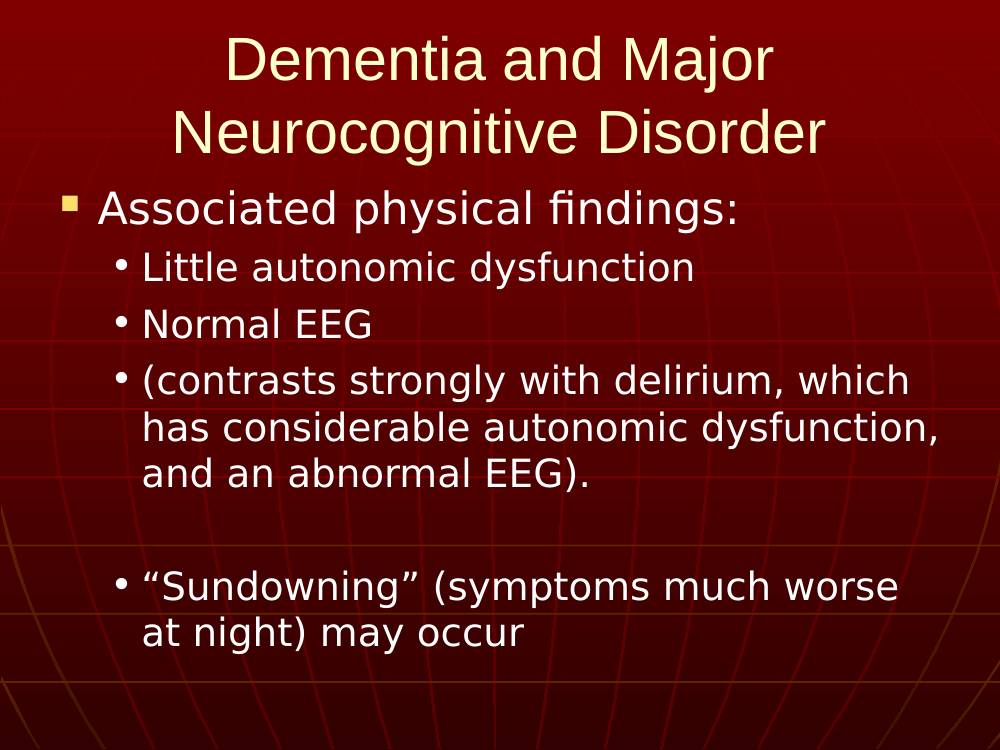 Dementia and Major
Neurocognitive Disorder
Associated physical findings:
• Little autonomic dysfunction
• Normal EEG
• (contrasts strongly with delirium, which
has considerable autonomic dysfunction,
and an abnormal EEG).
• “Sundowning” (symptoms much worse
at night) may occur